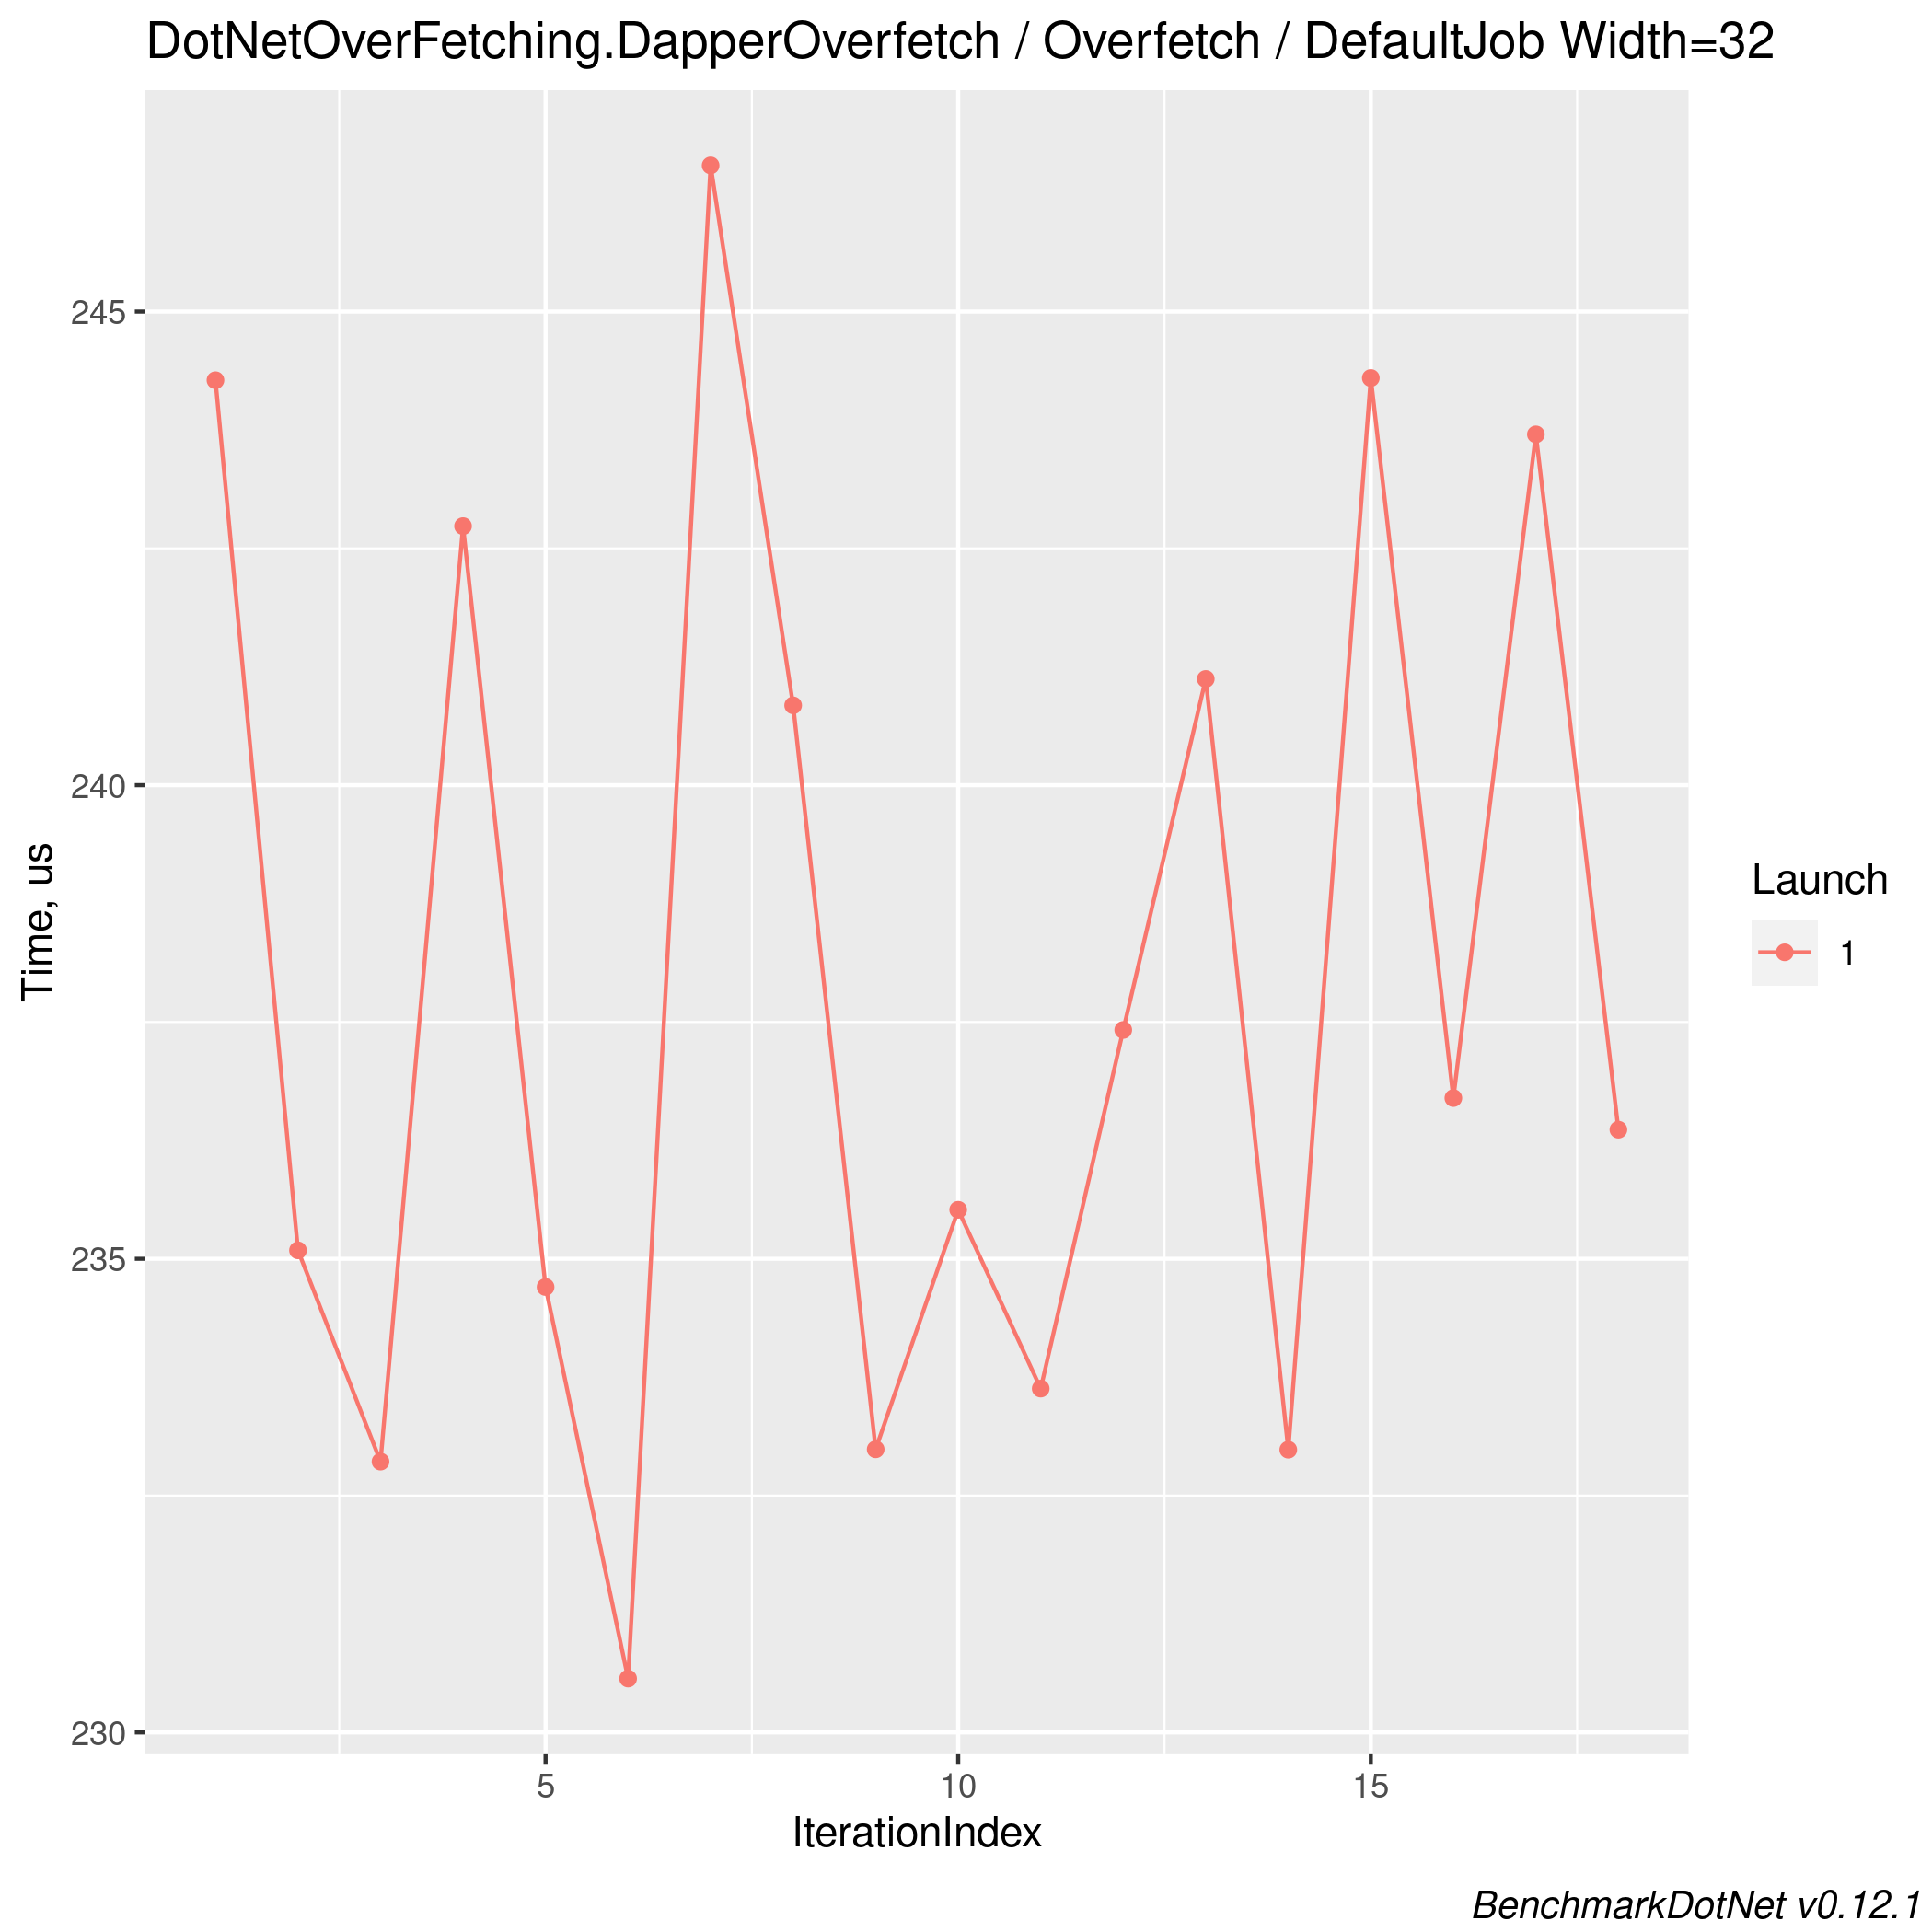 DotNetOverFetching.DapperOverfetch / Overfetch / DefaultJob Width=32
Time, us
245
240
235
230
5
10
15
IterationIndex
Launch
1
BenchmarkDotNet v0.12.1